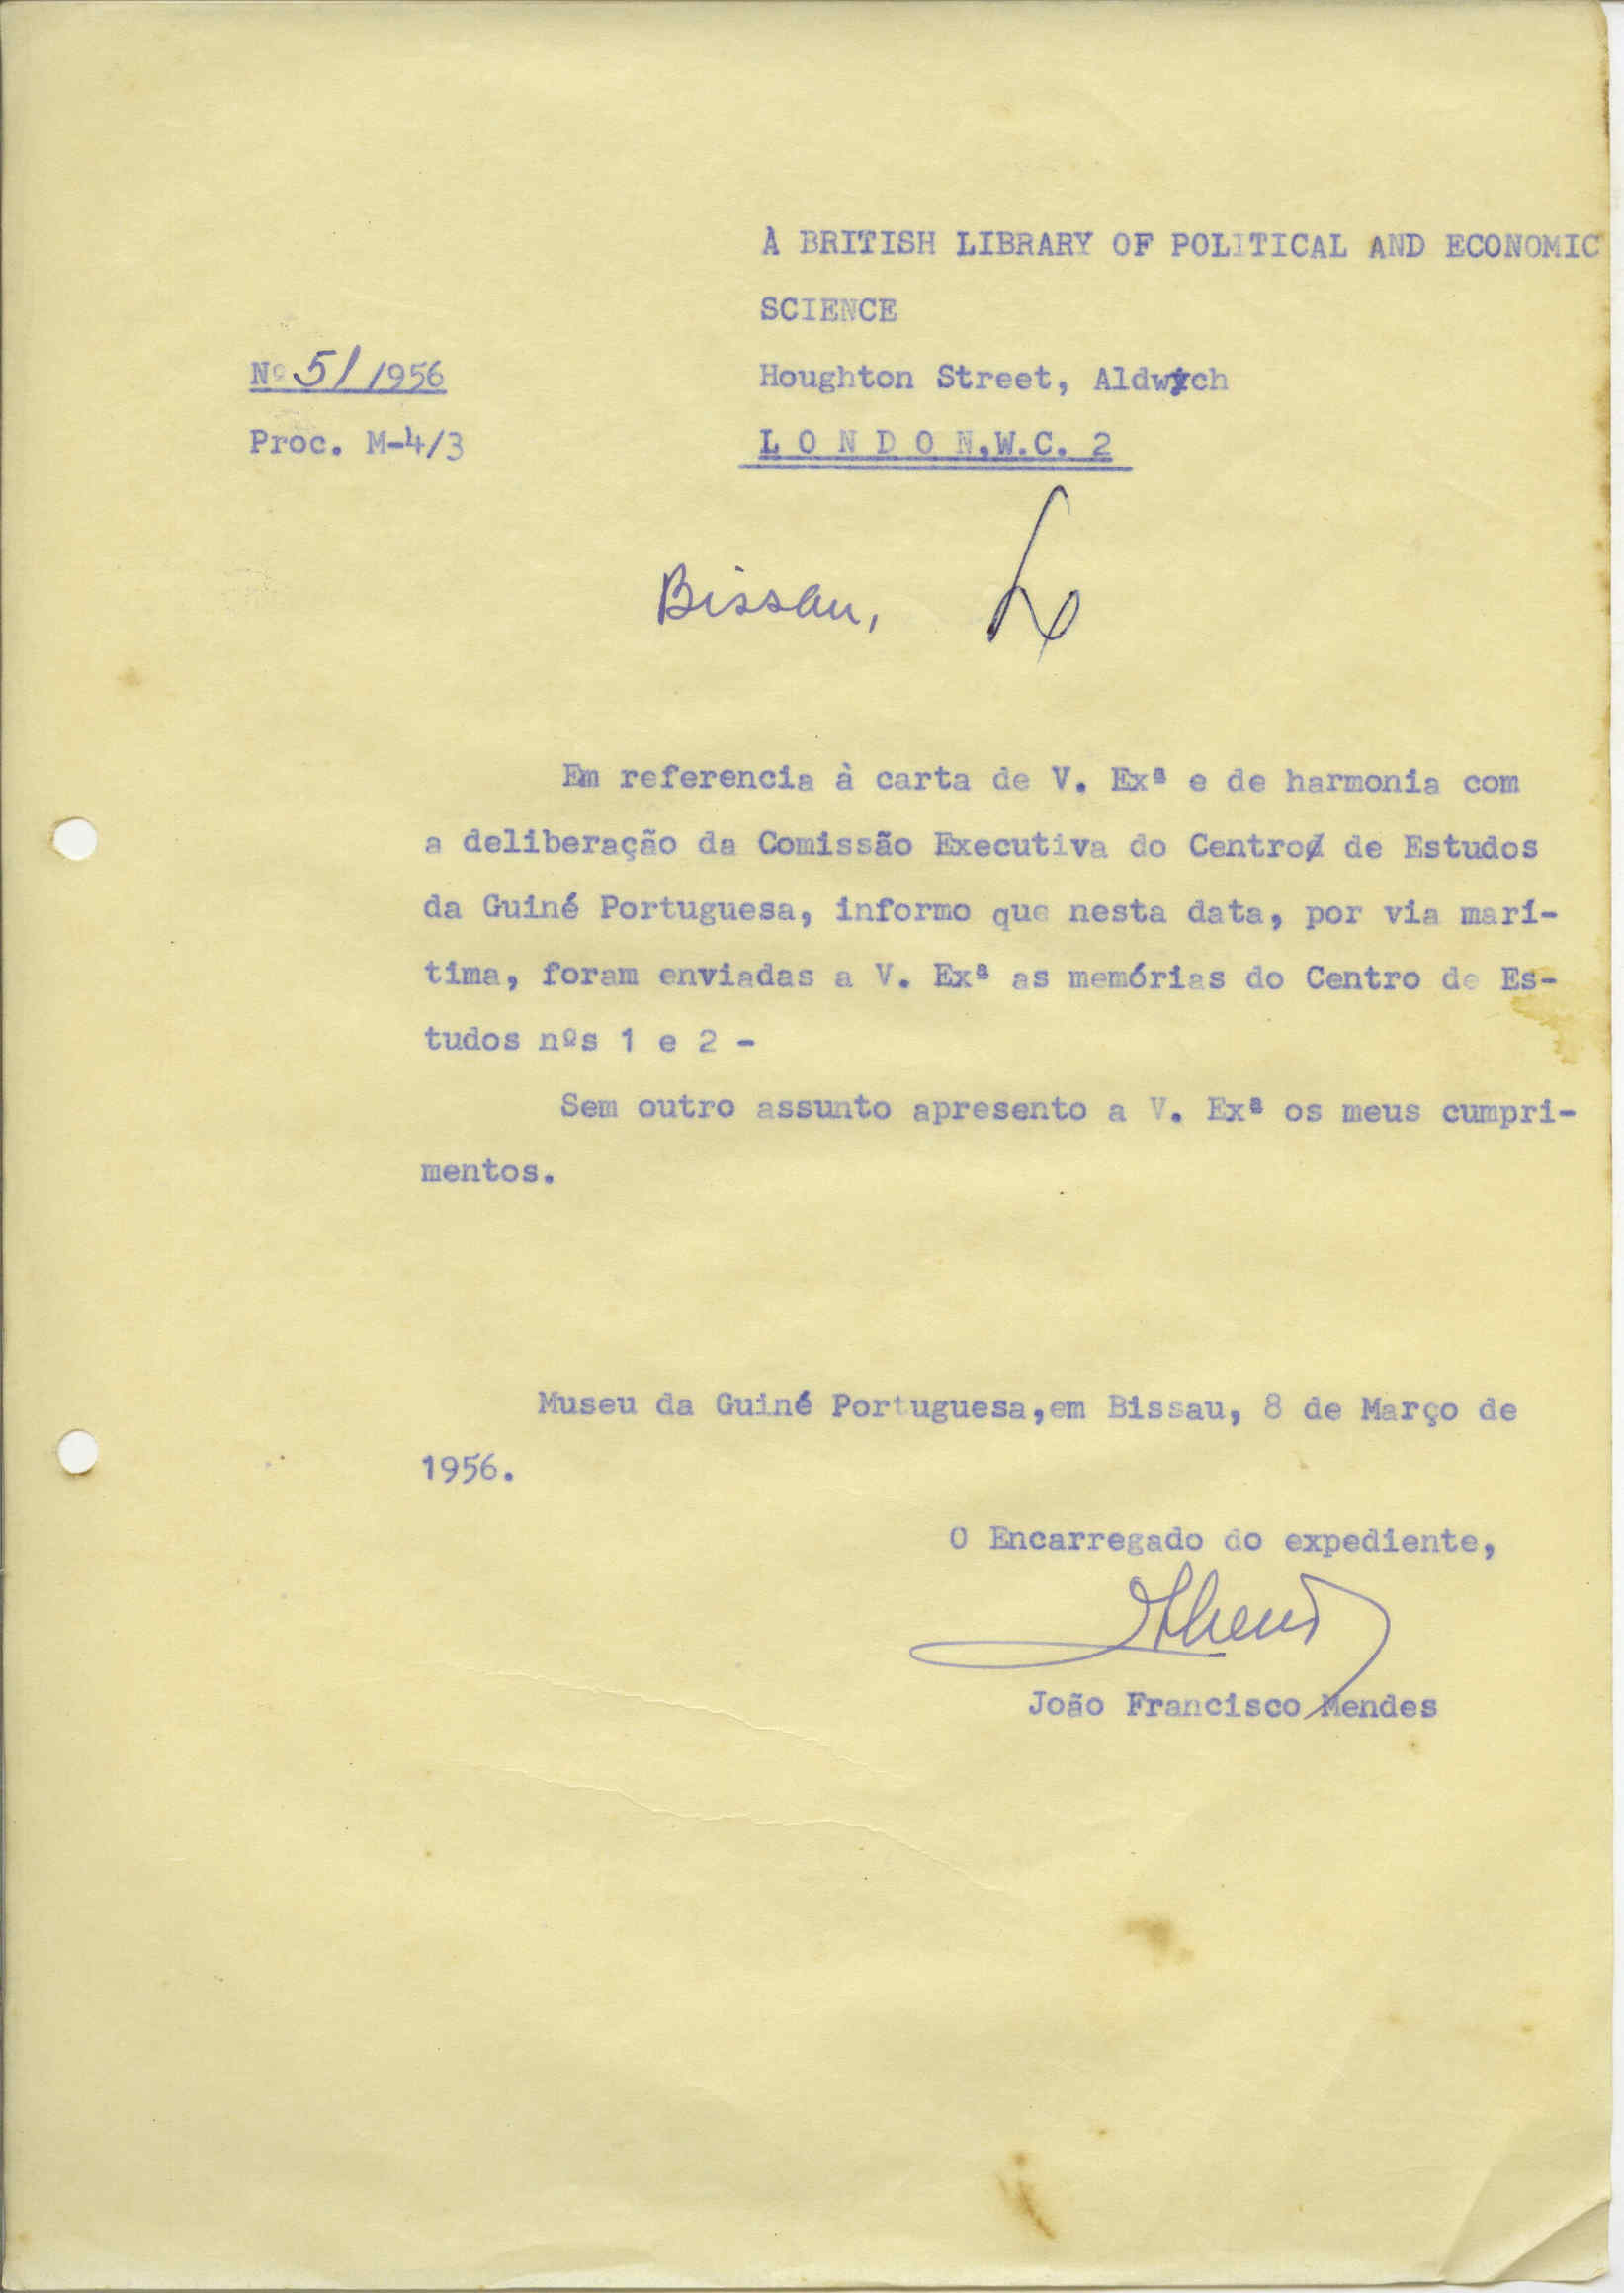 À BRITISH LIBRARY OF POLITICAL AND ECONOMIC
SCIENCE
Nº 51/1956
Houghton Street, Aldwych
Proc. M-4/3
L O N D O N,W.C. 2
Bissau,
Em referencia à carta de V. Exª e de harmonia com
a deliberação da Comissão Executiva do Centro de Estudos
da Guiné Portuguesa, informo que nesta data, por via marí-
tima, foram enviadas a V. Exª as memórias do Centro de Es-
tudos nºs 1 e 2 -
Sem outro assunto apresento a V. Exª os meus cumpri-
mentos.
Museu da Guiné Portuguesa,em Bissau, 8 de Março de
1956.
O Encarregado do expediente,
João Francisco Mendes